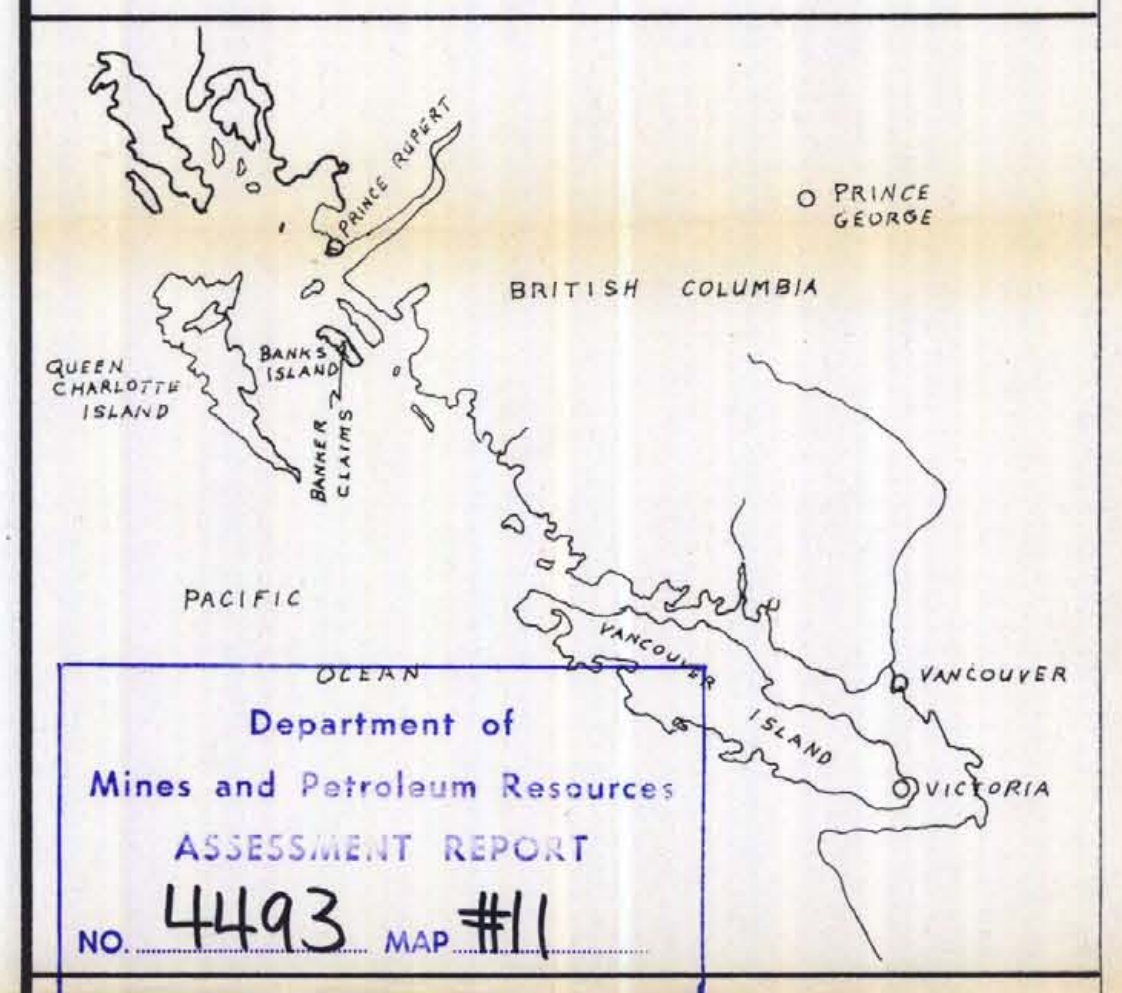 PRINCE RUPERT
PRINCE
GEORGE
BRITISH COLUMBIA
QUEEN
CHARLOTTE
ISLAND
BANKS
ISLAND
BANKER
CLAIMS
PACIFIC
OCEAN
VANCOUVER
ISLAND
VANCOUVER
VICTORIA
Department of
Mines and Petroleum Resources
ASSESSMENT REPORT
NO. 4493 MAP #11